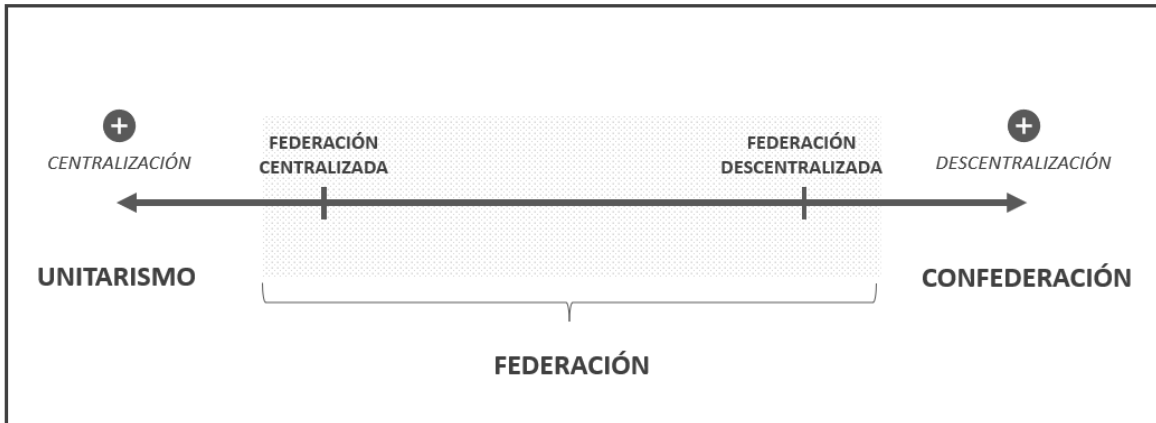 +
CENTRALIZACIÓN
FEDERACIÓN
CENTRALIZADA
FEDERACIÓN
DESCENTRALIZADA
+
DESCENTRALIZACIÓN
UNITARISMO
CONFEDERACIÓN
FEDERACIÓN